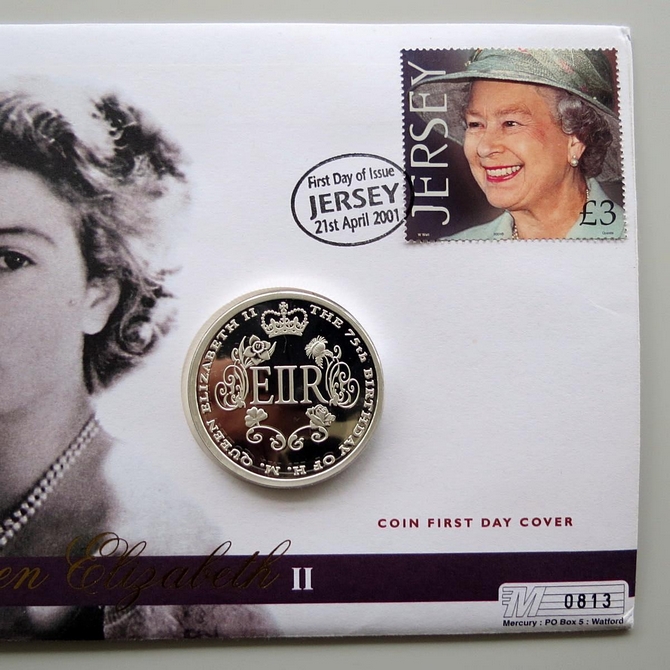 JERSEY
£3
First Day of Issue
JERSEY
21st April 2001
THE 75th BIRTHDAY OF H. M. QUEEN ELIZABETH II
EIIR
COIN FIRST DAY COVER
en Elizabeth II
M 0813
Mercury : PO Box 5 : Watford